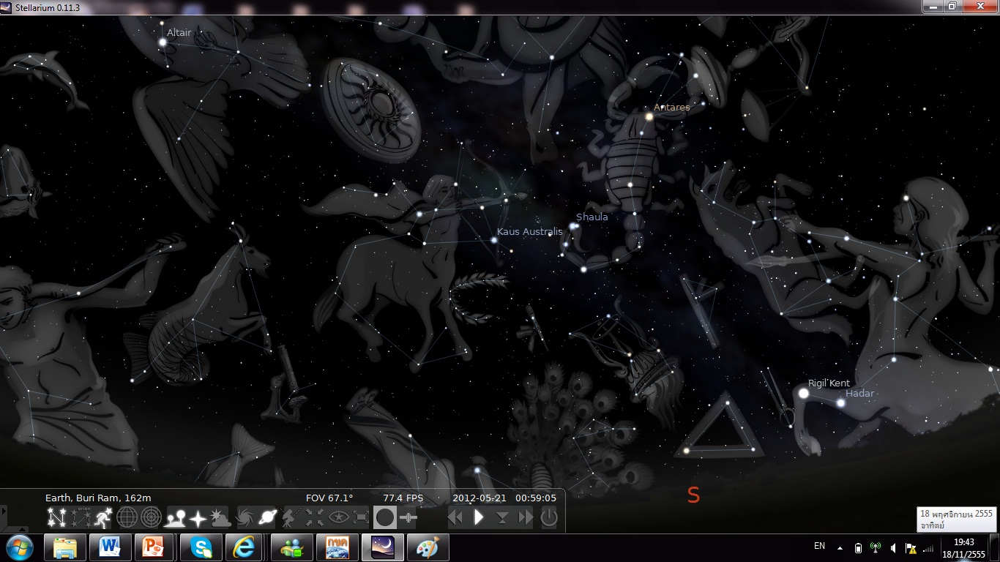 Stellarium 0.11.3
Altair
Antares
Shaula
Kaus Australis
Rigil Kent
Hadar
S
Earth, Buri Ram, 162m FOV 67.1° 77.4 FPS 2012-05-21 00:59:05
orion
18 พฤศจิกายน 2555
อาทิตย์
EN
19:43
18/11/2555